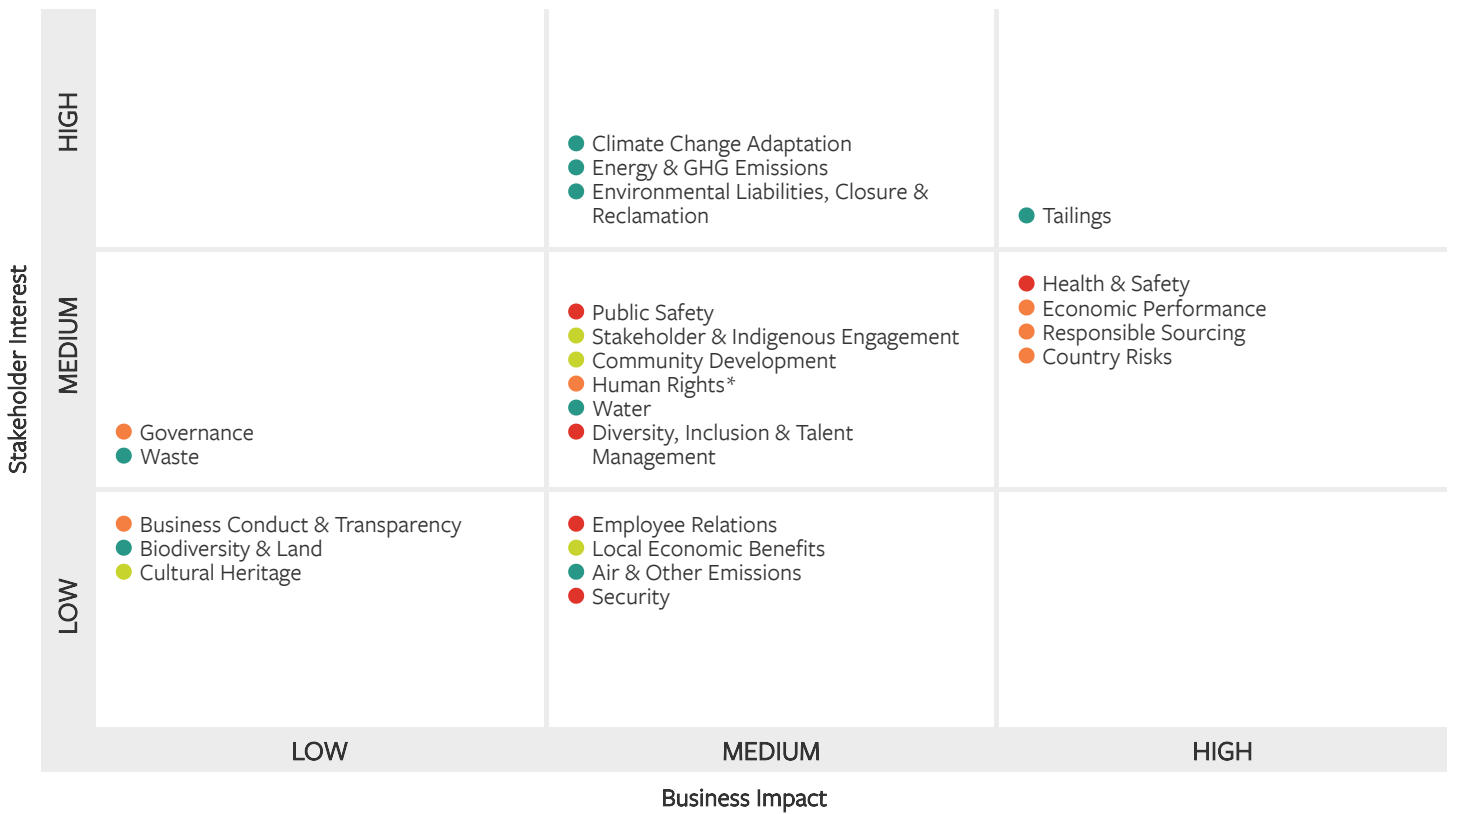 Stakeholder Interest
HIGH
Climate Change Adaptation
Energy & GHG Emissions
Environmental Liabilities, Closure &
Reclamation
Tailings
MEDIUM
Governance
Waste
Public Safety
Stakeholder & Indigenous Engagement
Community Development
Human Rights*
Water
Diversity, Inclusion & Talent
Management
Health & Safety
Economic Performance
Responsible Sourcing
Country Risks
LOW
Business Conduct & Transparency
Biodiversity & Land
Cultural Heritage
Employee Relations
Local Economic Benefits
Air & Other Emissions
Security
LOW
MEDIUM
HIGH
Business Impact